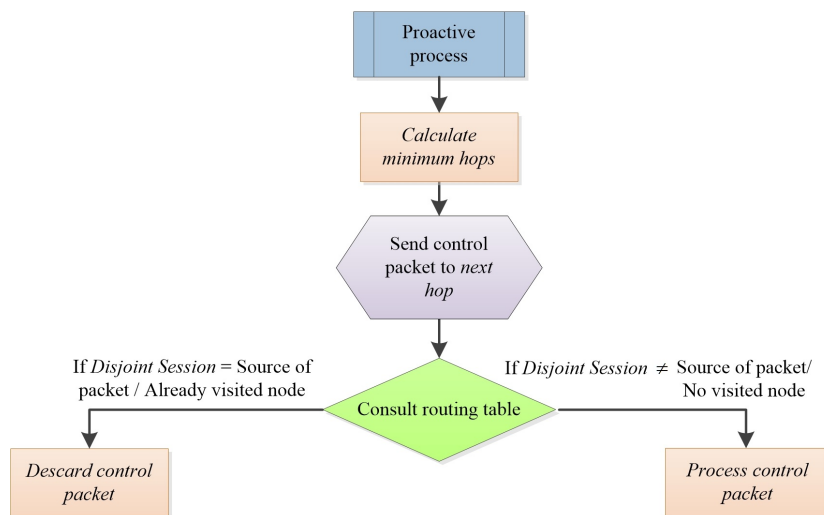 Proactive
process
Calculate
minimum hops
Send control
packet to next
hop
If Disjoint Session = Source of
packet / Already visited node
If Disjoint Session ≠ Source of packet/
No visited node
Consult routing table
Descard control
packet
Process control
packet